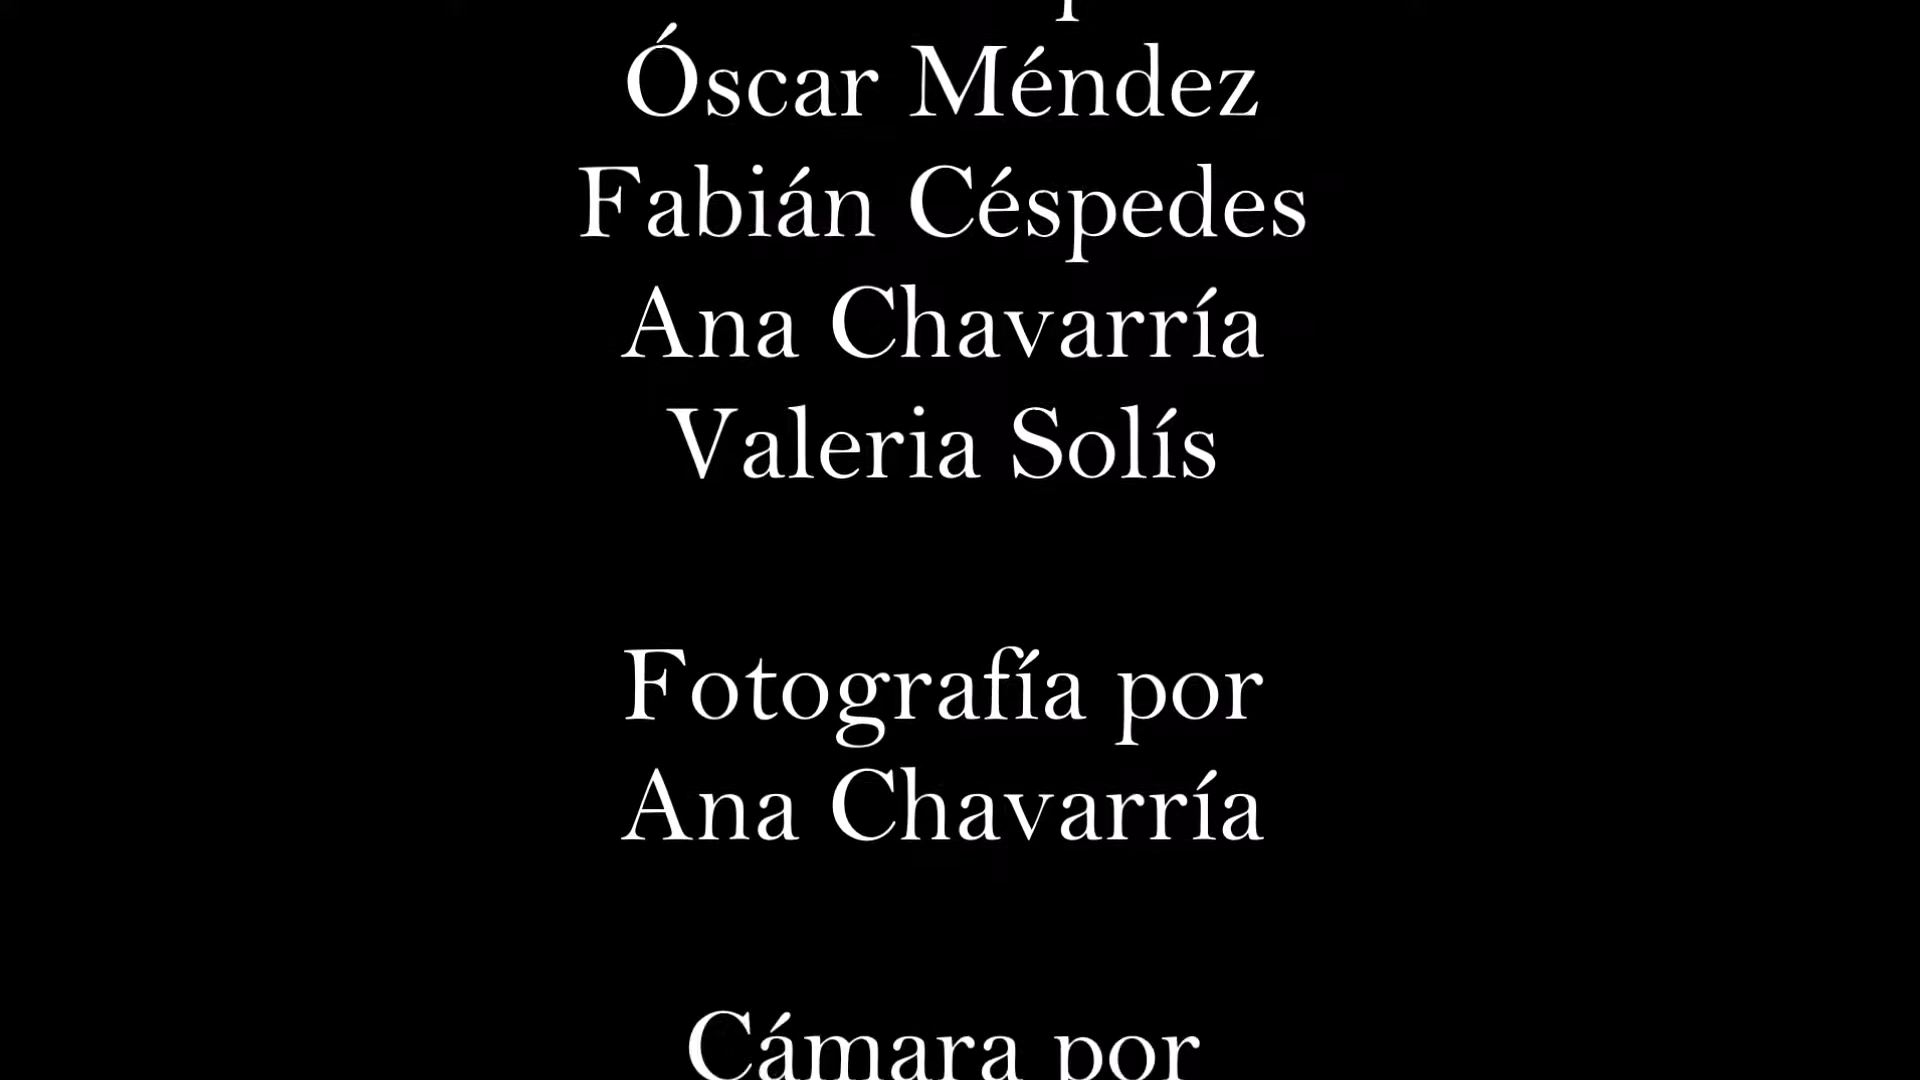 Óscar Méndez
Fabián Céspedes
Ana Chavarría
Valeria Solís
Fotografía por
Ana Chavarría
Cámara por